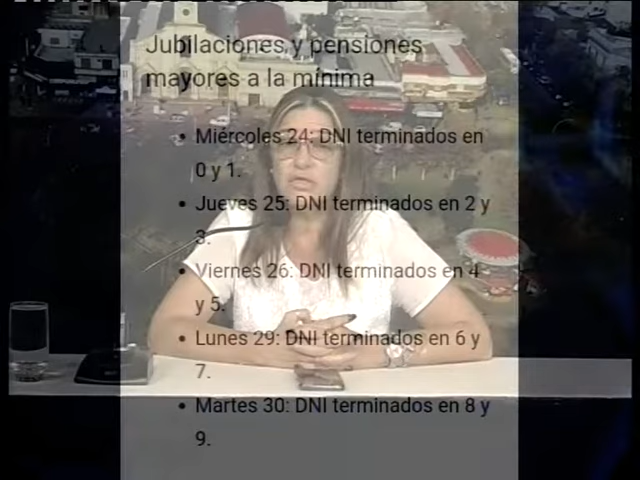 Jubilaciones y pensiones
mayores a la mínima
• Miércoles 24: DNI terminados en
0 y 1.
• Jueves 25: DNI terminados en 2 y
3.
• Viernes 26: DNI terminados en 4
y 5.
• Lunes 29: DNI terminados en 6 y
7.
• Martes 30: DNI terminados en 8 y
9.